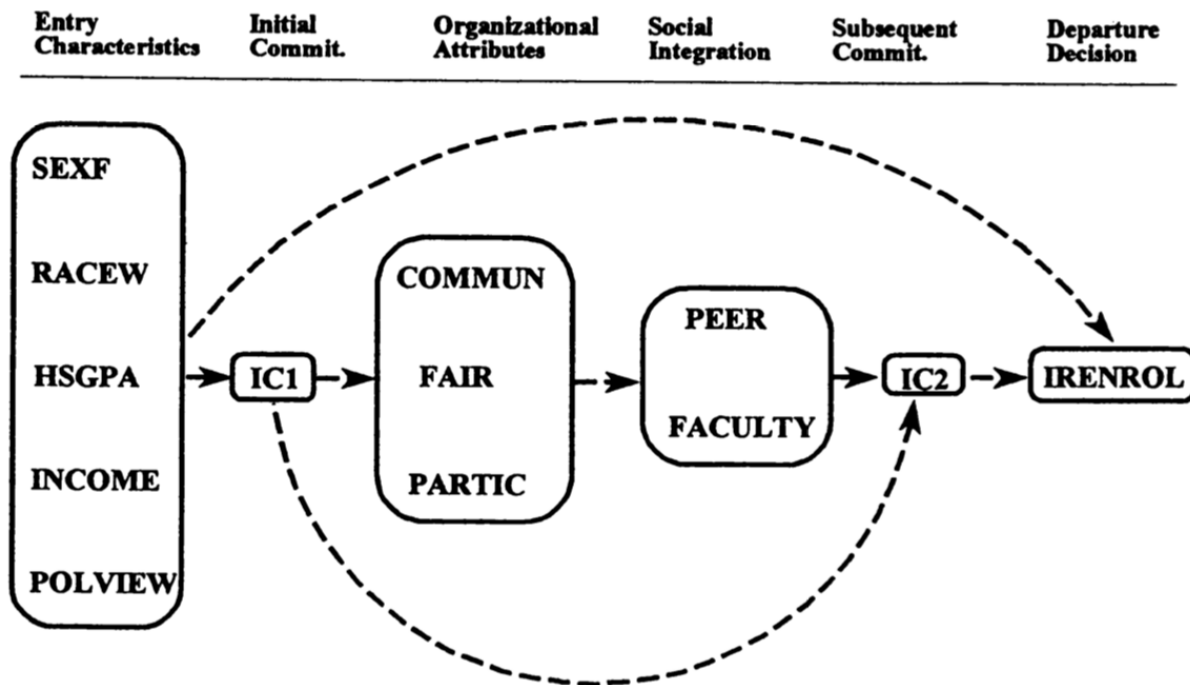 Entry Characteristics
Initial Commit.
Organizational Attributes
Social Integration
Subsequent Commit.
Departure Decision
SEXF
RACEW
HSGPA
INCOME
POLVIEW
IC1
COMMUN
FAIR
PARTIC
PEER
FACULTY
IC2
IRENROL